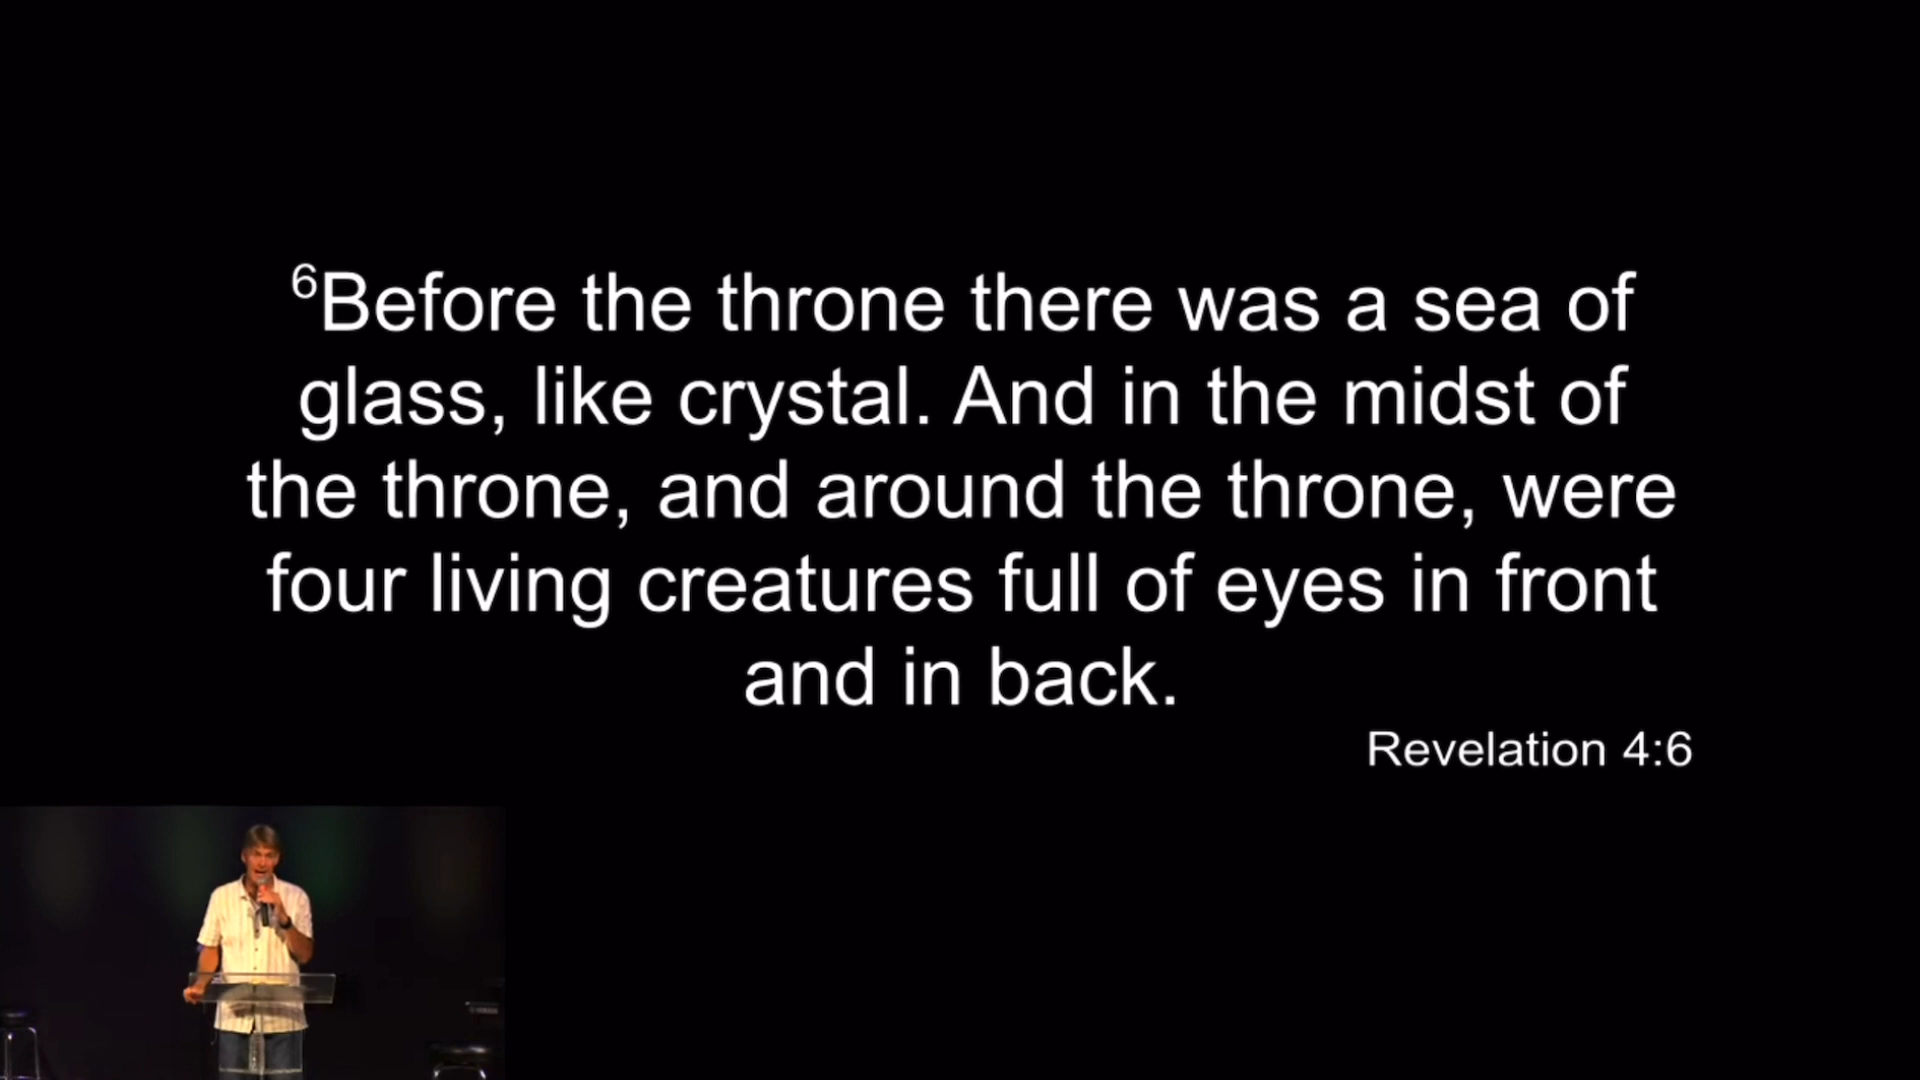 ⁶Before the throne there was a sea of
glass, like crystal. And in the midst of
the throne, and around the throne, were
four living creatures full of eyes in front
and in back.
Revelation 4:6